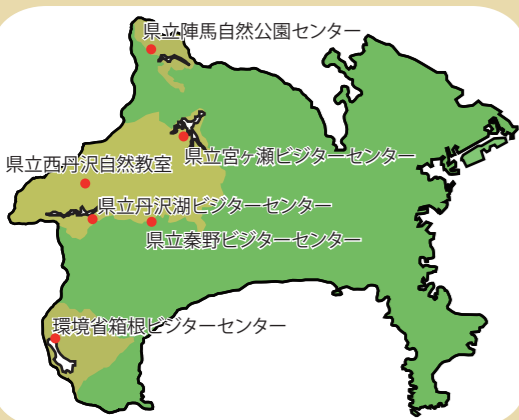 県立陣馬自然公園センター
県立宮ヶ瀬ビジターセンター
県立西丹沢自然教室
県立丹沢湖ビジターセンター
県立秦野ビジターセンター
環境省箱根ビジターセンター